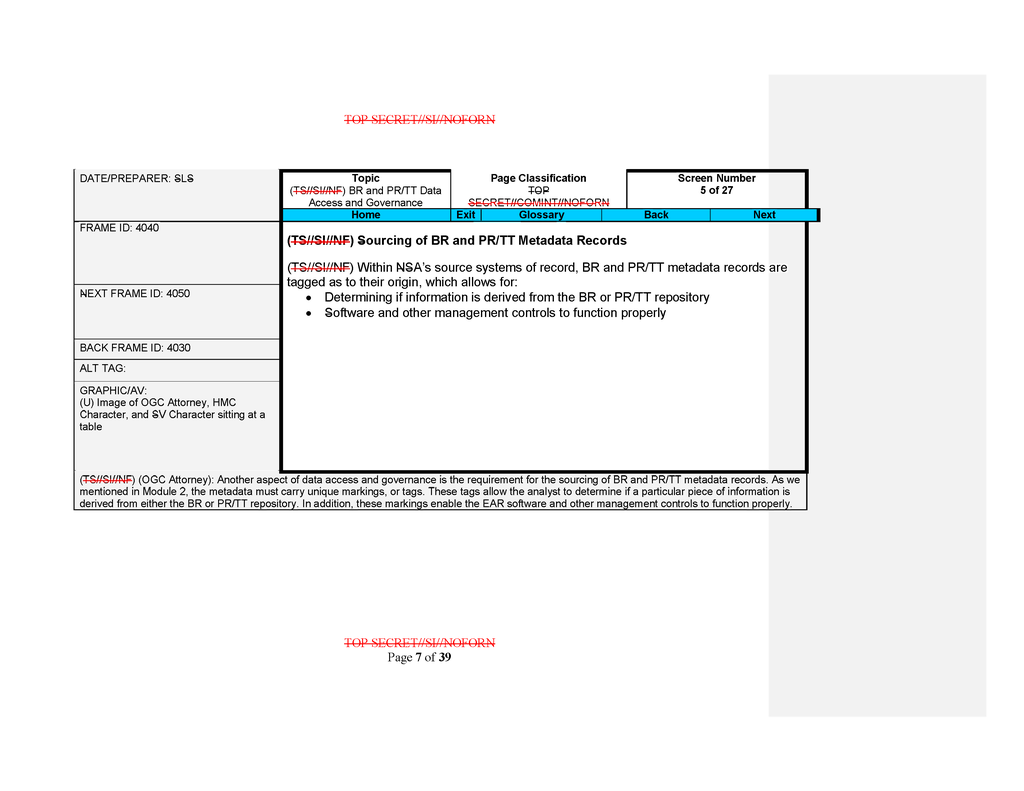 TOP SECRET//SI//NOFORN
DATE/PREPARER: SLS
Topic
(TS//SI//NF) BR and PR/TT Data
Access and Governance
Page Classification
TOP
SECRET//COMINT//NOFORN
Screen Number
5 of 27
Home Exit Glossary Back Next
FRAME ID: 4040
NEXT FRAME ID: 4050
BACK FRAME ID: 4030
ALT TAG:
GRAPHIC/AV:
(U) Image of OGC Attorney, HMC
Character, and SV Character sitting at a
table
(TS//SI//NF) Sourcing of BR and PR/TT Metadata Records
(TS//SI//NF) Within NSA's source systems of record, BR and PR/TT metadata records are
tagged as to their origin, which allows for:
• Determining if information is derived from the BR or PR/TT repository
• Software and other management controls to function properly
(TS//SI//NF) (OGC Attorney): Another aspect of data access and governance is the requirement for the sourcing of BR and PR/TT metadata records. As we
mentioned in Module 2, the metadata must carry unique markings, or tags. These tags allow the analyst to determine if a particular piece of information is
derived from either the BR or PR/TT repository. In addition, these markings enable the EAR software and other management controls to function properly.
TOP SECRET//SI//NOFORN
Page 7 of 39